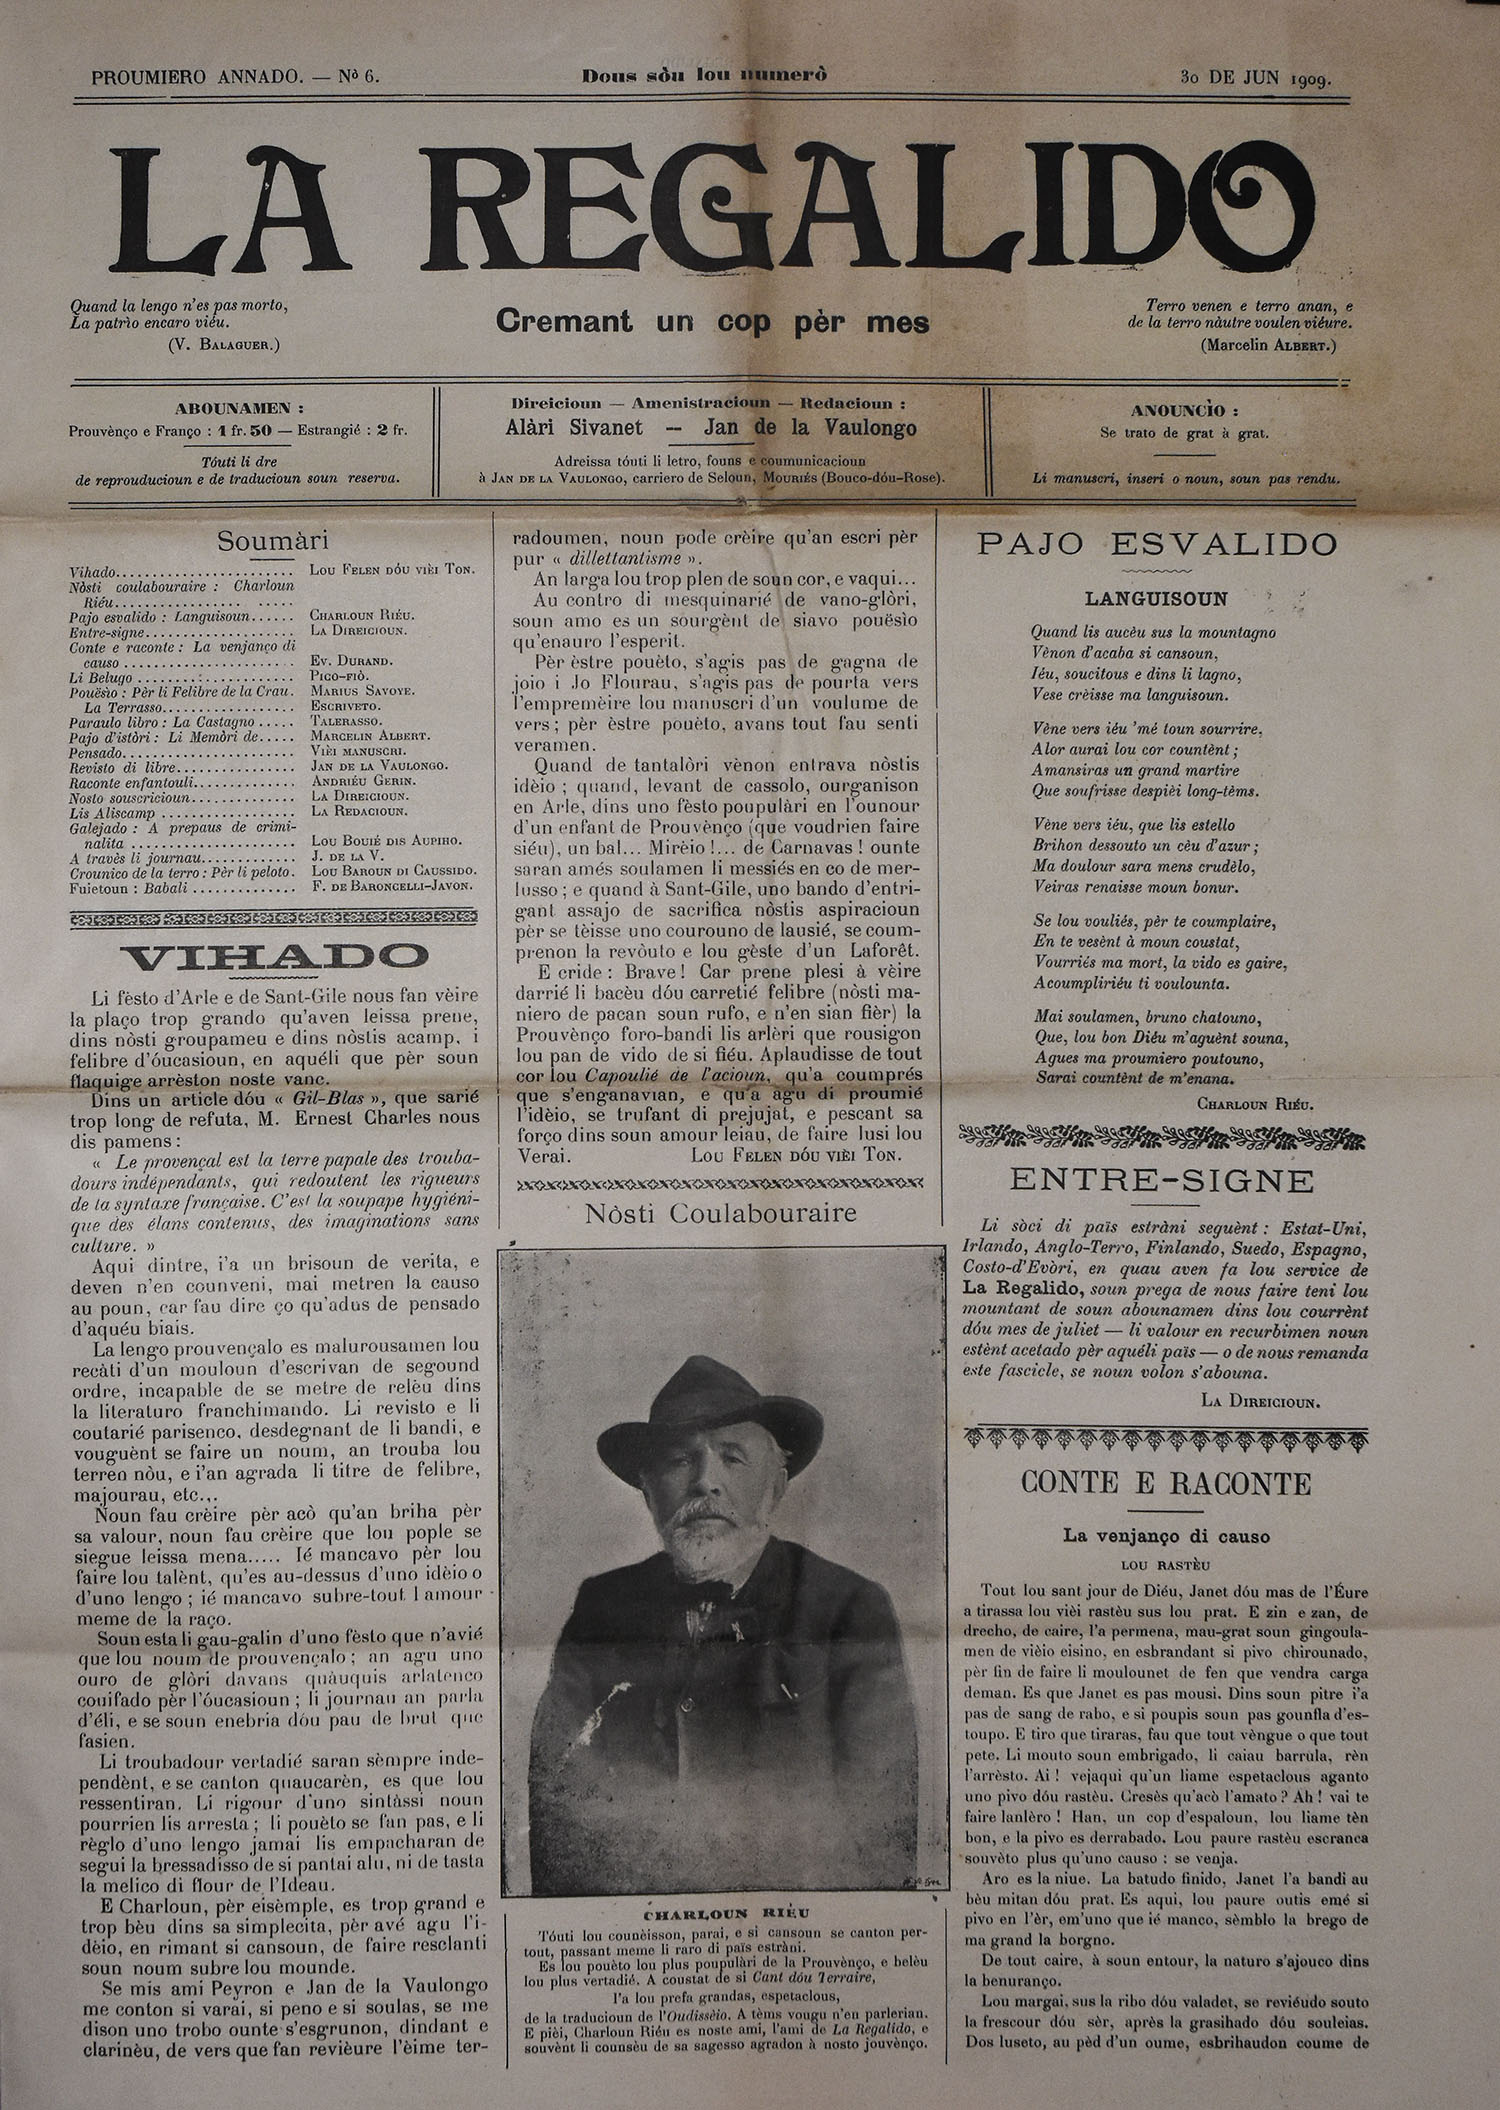 PROUMIERO ANNADO. — Nò 6.
Dous sòu lou numerò
30 DE JUN 1909.
LA REGALIDO
Quand la lengo n'es pas morto,
La patrìo encaro viéu.
(V. BALAGUER.)
Cremant un cop pèr mes
Terro venen e terro anan, e
de la terro nàutre voulen viéure.
(Marcelin ALBERT.)
ABOUNAMEN :
Prouvènço e Franço : 1 fr. 50 — Estrangié : 2 fr.
Tóuti li dre
de reprouducioun e de traducioun soun reserva.
Direicioun — Amenistracioun — Redacioun :
Alàri Sivanet — Jan de la Vaulongo
Adreissa tóuti li letro, founs e coumunicacioun
à JAN DE LA VAULONGO, carriero de Seloun, MOURIÉS (Bouco-dóu-Rose).
ANOUNCÌO :
Se trato de grat à grat.
Li manuscri, inseri o noun, soun pas rendu.
Soumàri
Vihado........................ LOU FELEN DÓU VIÈI TON.
Nòsti coulabouraire : Charloun
Riéu................. .....
Pajo esvalido : Languisoun...... CHARLOUN RIÉU.
Entre-signe.................... LA DIREICIOUN.
Conte e raconte : La venjanço di
causo ....................... EV. DURAND.
Li Belugo ..................... PICO-FIÒ.
Pouësìo : Pèr li Felibre de la Crau. MARIUS SAVOYE.
La Terrasso.................. ESCRIVETO.
Paraulo libro : La Castagno ..... TALERASSO.
Pajo d'istòri : Li Memòri de..... MARCELIN ALBERT.
Pensado....................... VIÈI MANUSCRI.
Revisto di libre................ JAN DE LA VAULONGO.
Raconte enfantouli.............. ANDRIÉU GERIN.
Nosto souscricioun.............. LA DIREICIOUN.
Lis Aliscamp .................. LA REDACIOUN.
Galejado : A prepaus de crimi-
nalita ...................... LOU BOUIÉ DIS AUPIHO.
A travès li journau............. J. DE LA V.
Crounico de la terro : Pèr li peloto. LOU BAROUN DI CAUSSIDO.
Fuietoun : Babali .............. F. DE BARONCELLI-JAVON.
VIHADO
Li fèsto d'Arle e de Sant-Gile nous fan vèire
la plaço trop grando qu'aven leissa prene,
dins nòsti groupameu e dins nòstis acamp, i
felibre d'óucasioun, en aquéli que pèr soun
flaquige arrèston noste vanc.
Dins un article dóu « Gil-Blas », que sarié
trop long de refuta, M. Ernest Charles nous
dis pamens :
« Le provençal est la terre papale des trouba-
dours indépendants, qui redoutent les rigueurs
de la syntaxe française. C'est la soupape hygiéni-
que des élans contenus, des imaginations sans
culture. »
Aqui dintre, i'a un brisoun de verita, e
deven n'en counveni, mai metren la causo
au poun, car fau dire ço qu'adus de pensado
d'aquéu biais.
La lengo prouvençalo es malurousamen lou
recàti d'un mouloun d'escrivan de segound
ordre, incapable de se metre de relèu dins
la literaturo franchimando. Li revisto e li
coutarié parisenco, desdegnant de li bandi, e
vouguènt se faire un noum, an trouba lou
terren nòu, e i'an agrada li titre de felibre,
majourau, etc...
Noun fau crèire pèr acò qu'an briha pèr
sa valour, noun fau crèire que lou pople se
siegue leissa mena..... Ié mancavo pèr lou
faire lou talènt, qu'es au-dessus d'uno idèio o
d'uno lengo ; ié mancavo subre-tout l amour
meme de la raço.
Soun esta li gau-galin d'uno fèsto que n'avié
que lou noum de prouvençalo ; an agu uno
ouro de glòri davans quàuquis arlatenco
couifado pèr l'óucasioun ; li journau an parla
d'éli, e se soun enebria dóu pau de brut que
fasien.
Li troubadour vertadié saran sèmpre inde-
pendènt, e se canton quaucarèn, es que lou
ressentiran. Li rigour d'uno sintàssi noun
pourrien lis arresta ; li pouèto se fan pas, e li
règlo d'uno lengo jamai lis empacharan de
segui la bressadisso de si pantai alu, ni de tasta
la melico di flour de l'Ideau.
E Charloun, pèr eisèmple, es trop grand e
trop bèu dins sa simplecita, pèr avé agu l'i-
dèio, en rimant si cansoun, de faire resclanti
soun noum subre lou mounde.
Se mis ami Peyron e Jan de la Vaulongo
me conton si varai, si peno e si soulas, se me
dison uno trobo ounte s'esgrunon, dindant e
clarinèu, de vers que fan revièure l'èime ter-
radoumen, noun pode crèire qu'an escri pèr
pur « dillettantisme ».
An larga lou trop plen de soun cor, e vaqui...
Au contro di mesquinarié de vano-glòri,
soun amo es un sourgènt de siavo pouësìo
qu'enauro l'esperit.
Pèr èstre pouèto, s'agis pas de gagna de
joio i Jo Flourau, s'agis pas de pourta vers
l'empremèire lou manuscri d'un voulume de
vers ; pèr èstre pouèto, avans tout fau senti
veramen.
Quand de tantalòri vènon entrava nòstis
idèio ; quand, levant de cassolo, ourganison
en Arle, dins uno fèsto poupulàri en l'ounour
d'un enfant de Prouvènço (que voudrien faire
siéu), un bal... Mirèio !... de Carnavas ! ounte
saran amés soulamen li messiés en co de mer-
lusso ; e quand à Sant-Gile, uno bando d'entri-
gant assajo de sacrifica nòstis aspiracioun
pèr se tèisse uno courouno de lausié, se coum-
prenon la revòuto e lou gèste d'un Laforêt.
E cride : Brave ! Car prene plesi à vèire
darrié li bacèu dóu carretié felibre (nòsti ma-
niero de pacan soun rufo, e n'en sian fièr) la
Prouvènço foro-bandi lis arlèri que rousigon
lou pan de vido de si fiéu. Aplaudisse de tout
cor lou Capoulié de l'acioun, qu'a coumprés
que s'enganavian, e qu'a agu di proumié
l'idèio, se trufant di prejujat, e pescant sa
forço dins soun amour leiau, de faire lusi lou
Verai. LOU FELEN DÓU VIÈI TON.
Nòsti Coulabouraire
CHARLOUN RIÉU
Tóuti lou counèisson, parai, e si cansoun se canton per-
tout, passant meme li raro di païs estràni.
Es lou pouèto lou plus poupulàri de la Prouvènço, e belèu
lou plus vertadié. A coustat de si Cant dóu Terraire,
l'a lou prefa grandas, espetaclous,
de la traducioun de l'Oudissèio. A tèms vougu n'en parlerian.
E pièi, Charloun Riéu es noste ami, l'ami de La Regalido, e
souvènt li counsèu de sa sagesso agradon à nosto jouvènço.
PAJO ESVALIDO
LANGUISOUN
Quand lis aucèu sus la mountagno
Vènon d'acaba si cansoun,
Iéu, soucitous e dins li lagno,
Vese crèisse ma languisoun.
Vène vers iéu 'mé toun sourrire,
Alor aurai lou cor countènt ;
Amansiras un grand martire
Que soufrisse despièi long-tèms.
Vène vers iéu, que lis estello
Brihon dessouto un cèu d'azur ;
Ma doulour sara mens crudèlo,
Veiras renaisse moun bonur.
Se lou vouliés, pèr te coumplaire,
En te vesènt à moun coustat,
Vourriés ma mort, la vido es gaire,
Acoumpliriéu ti voulounta.
Mai soulamen, bruno chatouno,
Que, lou bon Diéu m'aguènt souna,
Agues ma proumiero poutouno,
Sarai countènt de m'enana.
CHARLOUN RIÉU.
ENTRE-SIGNE
Li sòci di païs estràni seguènt : Estat-Uni,
Irlando, Anglo-Terro, Finlando, Suedo, Espagno,
Costo-d'Evòri, en quau aven fa lou service de
La Regalido, soun prega de nous faire teni lou
mountant de soun abounamen dins lou courrènt
dóu mes de juliet — li valour en recurbimen noun
estènt acetado pèr aquéli païs — o de nous remanda
este fascicle, se noun volon s'abouna.
LA DIREICIOUN.
CONTE E RACONTE
La venjanço di causo
LOU RASTÈU
Tout lou sant jour de Diéu, Janet dóu mas de l'Éure
a tirassa lou vièi rastèu sus lou prat. E zin e zan, de
drecho, de caire, l'a permena, mau-grat soun gingoula-
men de vièio eisino, en esbrandant si pivo chirounado,
pèr fin de faire li moulounet de fen que vendra carga
deman. Es que Janet es pas mousi. Dins soun pitre i'a
pas de sang de rabo, e si poupis soun pas gounfla d'es-
toupo. E tiro que tiraras, fau que tout vèngue o que tout
pete. Li mouto soun embrigado, li caiau barrula, rèn
l'arrèsto. Ai ! vejaqui qu'un liame espetaclous aganto
uno pivo dóu rastèu. Cresès qu'acò l'amato ? Ah ! vai te
faire lanlèro ! Han, un cop d'espaloun, lou liame tèn
bon, e la pivo es derrabado. Lou paure rastèu escranca
souvèto plus qu'uno causo : se venja.
Aro es la niue. La batudo finido, Janet l'a bandi au
bèu mitan dóu prat. Es aqui, lou paure outis emé si
pivo en l'èr, em'uno que ié manco, sèmblo la brego de
ma grand la borgno.
De tout caire, à soun entour, la naturo s'ajouco dins
la benuranço.
Lou margai, sus la ribo dóu valadet, se reviéudo souto
la frescour dóu sèr, après la grasihado dóu souleias.
Dos luseto, au pèd d'un oume, esbrihaudon coume de